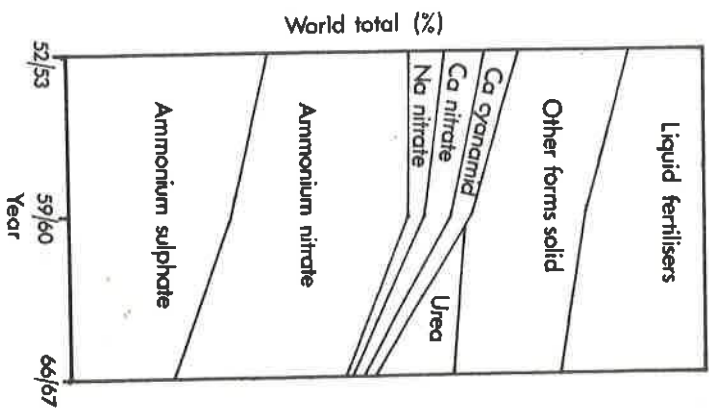 World total (%)
Liquid fertilisers
Other forms solid
Ca cyanamid
Ca nitrate
Na nitrate
Urea
Ammonium nitrate
Ammonium sulphate
52/53
59/60
66/67
Year